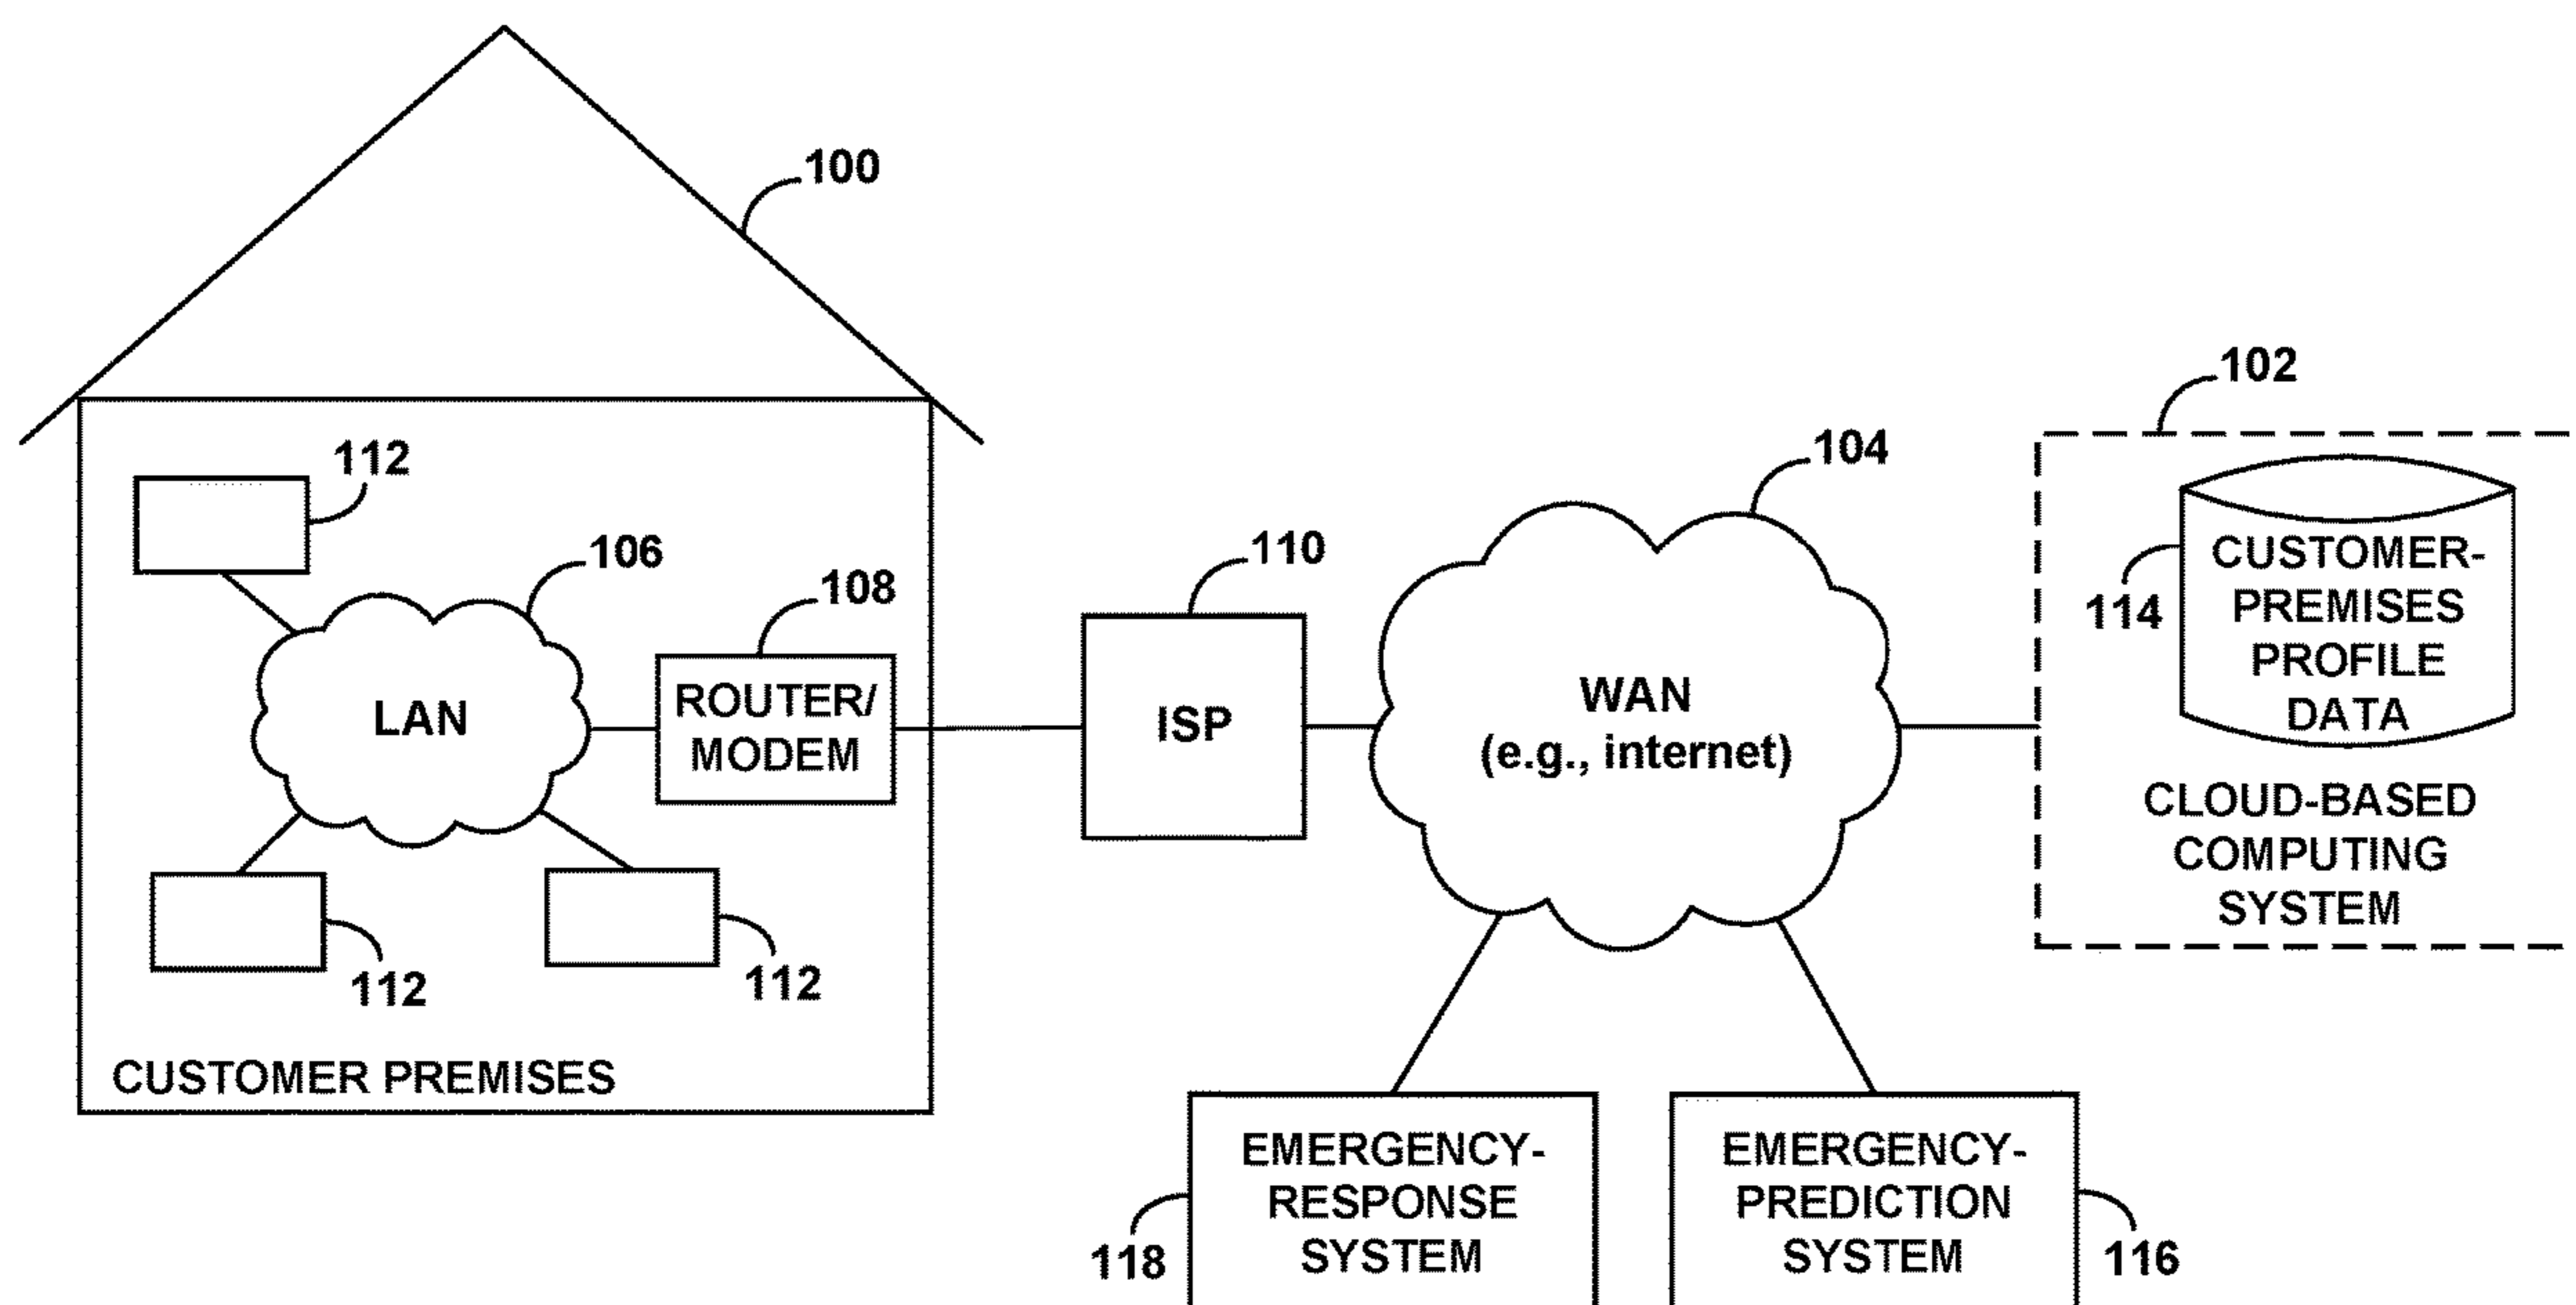 100
102
112
104
106
110
108
ROUTER/
MODEM
LAN
ISP
WAN
(e.g., internet)
114
CUSTOMER-
PREMISES
PROFILE
DATA
CLOUD-BASED
COMPUTING
SYSTEM
112
112
CUSTOMER PREMISES
EMERGENCY-
RESPONSE
SYSTEM
118
EMERGENCY-
PREDICTION
SYSTEM
116